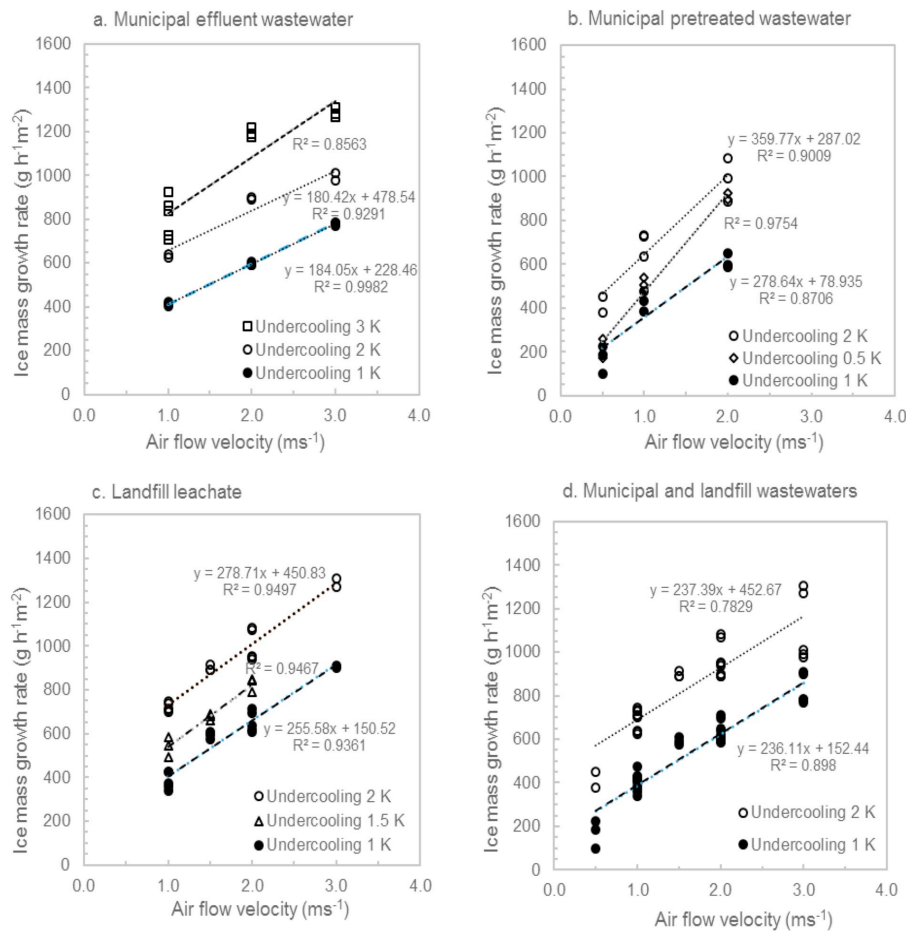 a. Municipal effluent wastewater
1600
1400
1200
1000
800
600
400
200
0
Ice mass growth rate (g h⁻¹m⁻²)
R² = 0.8563
y = 180.42x + 478.54
R² = 0.9291
y = 184.05x + 228.46
R² = 0.9982
Undercooling 3 K
Undercooling 2 K
Undercooling 1 K
0.0 1.0 2.0 3.0 4.0
Air flow velocity (ms⁻¹)
b. Municipal pretreated wastewater
1600
1400
1200
1000
800
600
400
200
0
Ice mass growth rate (g h⁻¹m⁻²)
y = 359.77x + 287.02
R² = 0.9009
R² = 0.9754
y = 278.64x + 78.935
R² = 0.8706
Undercooling 2 K
Undercooling 0.5 K
Undercooling 1 K
0.0 1.0 2.0 3.0 4.0
Air flow velocity (ms⁻¹)
c. Landfill leachate
1600
1400
1200
1000
800
600
400
200
0
Ice mass growth rate (g h⁻¹m⁻²)
y = 278.71x + 450.83
R² = 0.9497
R² = 0.9467
y = 255.58x + 150.52
R² = 0.9361
Undercooling 2 K
Undercooling 1.5 K
Undercooling 1 K
0.0 1.0 2.0 3.0 4.0
Air flow velocity (ms⁻¹)
d. Municipal and landfill wastewaters
1600
1400
1200
1000
800
600
400
200
0
Ice mass growth rate (g h⁻¹m⁻²)
y = 237.39x + 452.67
R² = 0.7829
y = 236.11x + 152.44
R² = 0.898
Undercooling 2 K
Undercooling 1 K
0.0 1.0 2.0 3.0 4.0
Air flow velocity (ms⁻¹)